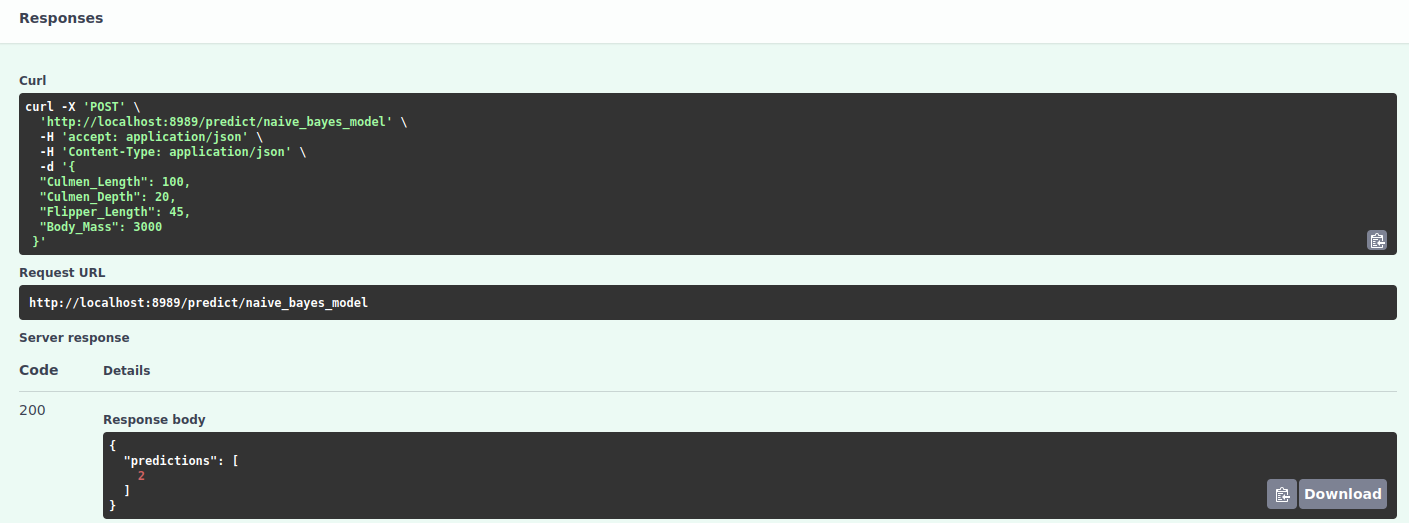 Responses
Curl
curl -X 'POST' \
  'http://localhost:8989/predict/naive_bayes_model' \
  -H 'accept: application/json' \
  -H 'Content-Type: application/json' \
  -d '{
  "Culmen_Length": 100,
  "Culmen_Depth": 20,
  "Flipper_Length": 45,
  "Body_Mass": 3000
 }'
Request URL
http://localhost:8989/predict/naive_bayes_model
Server response
Code Details
200
Response body
{
  "predictions": [
    2
  ]
}
Download